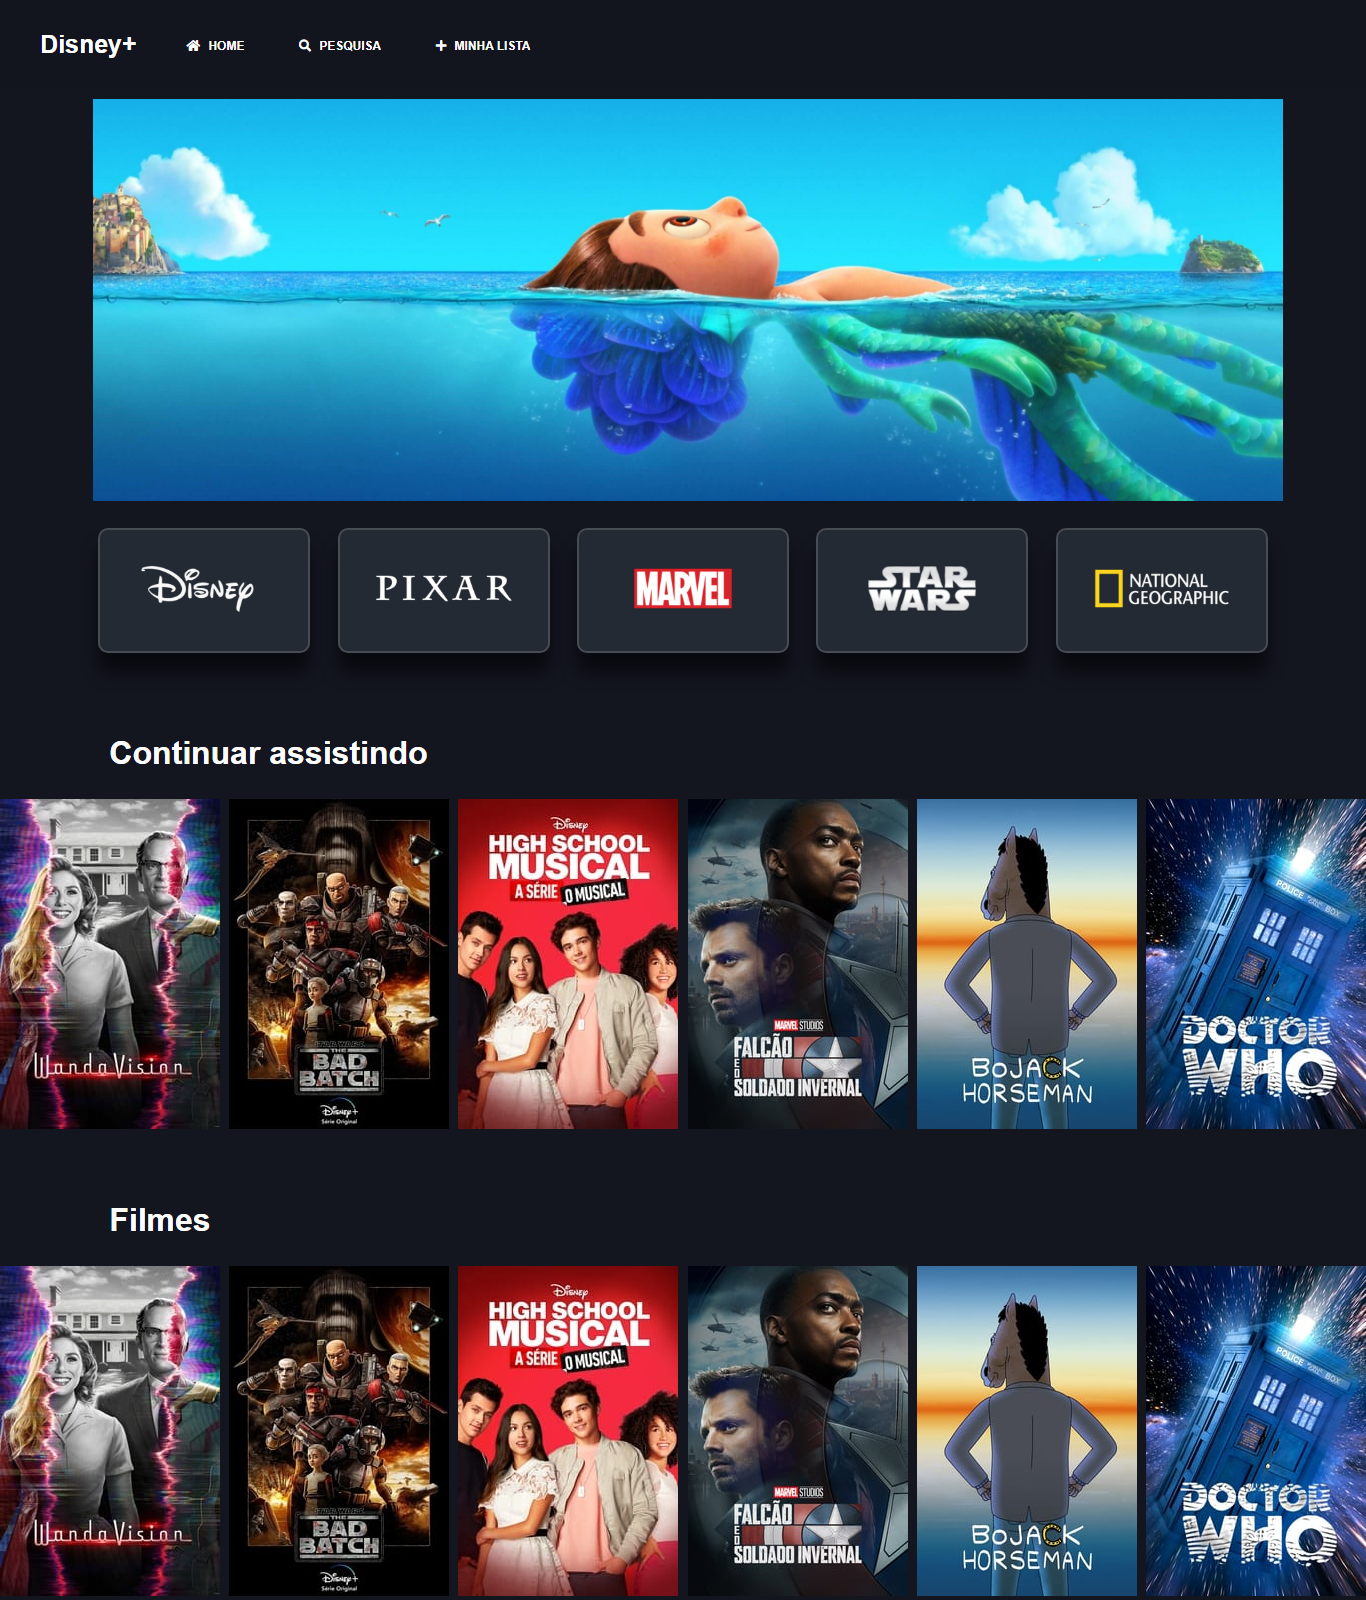 Disney+
HOME
PESQUISA
MINHA LISTA
Disney
PIXAR
MARVEL
STAR
WARS
NATIONAL
GEOGRAPHIC
Continuar assistindo
WandaVision
STAR WARS
THE
BAD
BATCH
Disney+
Série Original
Disney
HIGH SCHOOL
MUSICAL
A SÉRIE
O MUSICAL
MARVEL STUDIOS
FALCÃO
E O
SOLDADO INVERNAL
BoJACK
HORSEMAN
POLICE BOX
DOCTOR
WHO
Filmes
WandaVision
STAR WARS
THE
BAD
BATCH
Disney+
Série Original
Disney
HIGH SCHOOL
MUSICAL
A SÉRIE
O MUSICAL
MARVEL STUDIOS
FALCÃO
E O
SOLDADO INVERNAL
BoJACK
HORSEMAN
POLICE BOX
DOCTOR
WHO